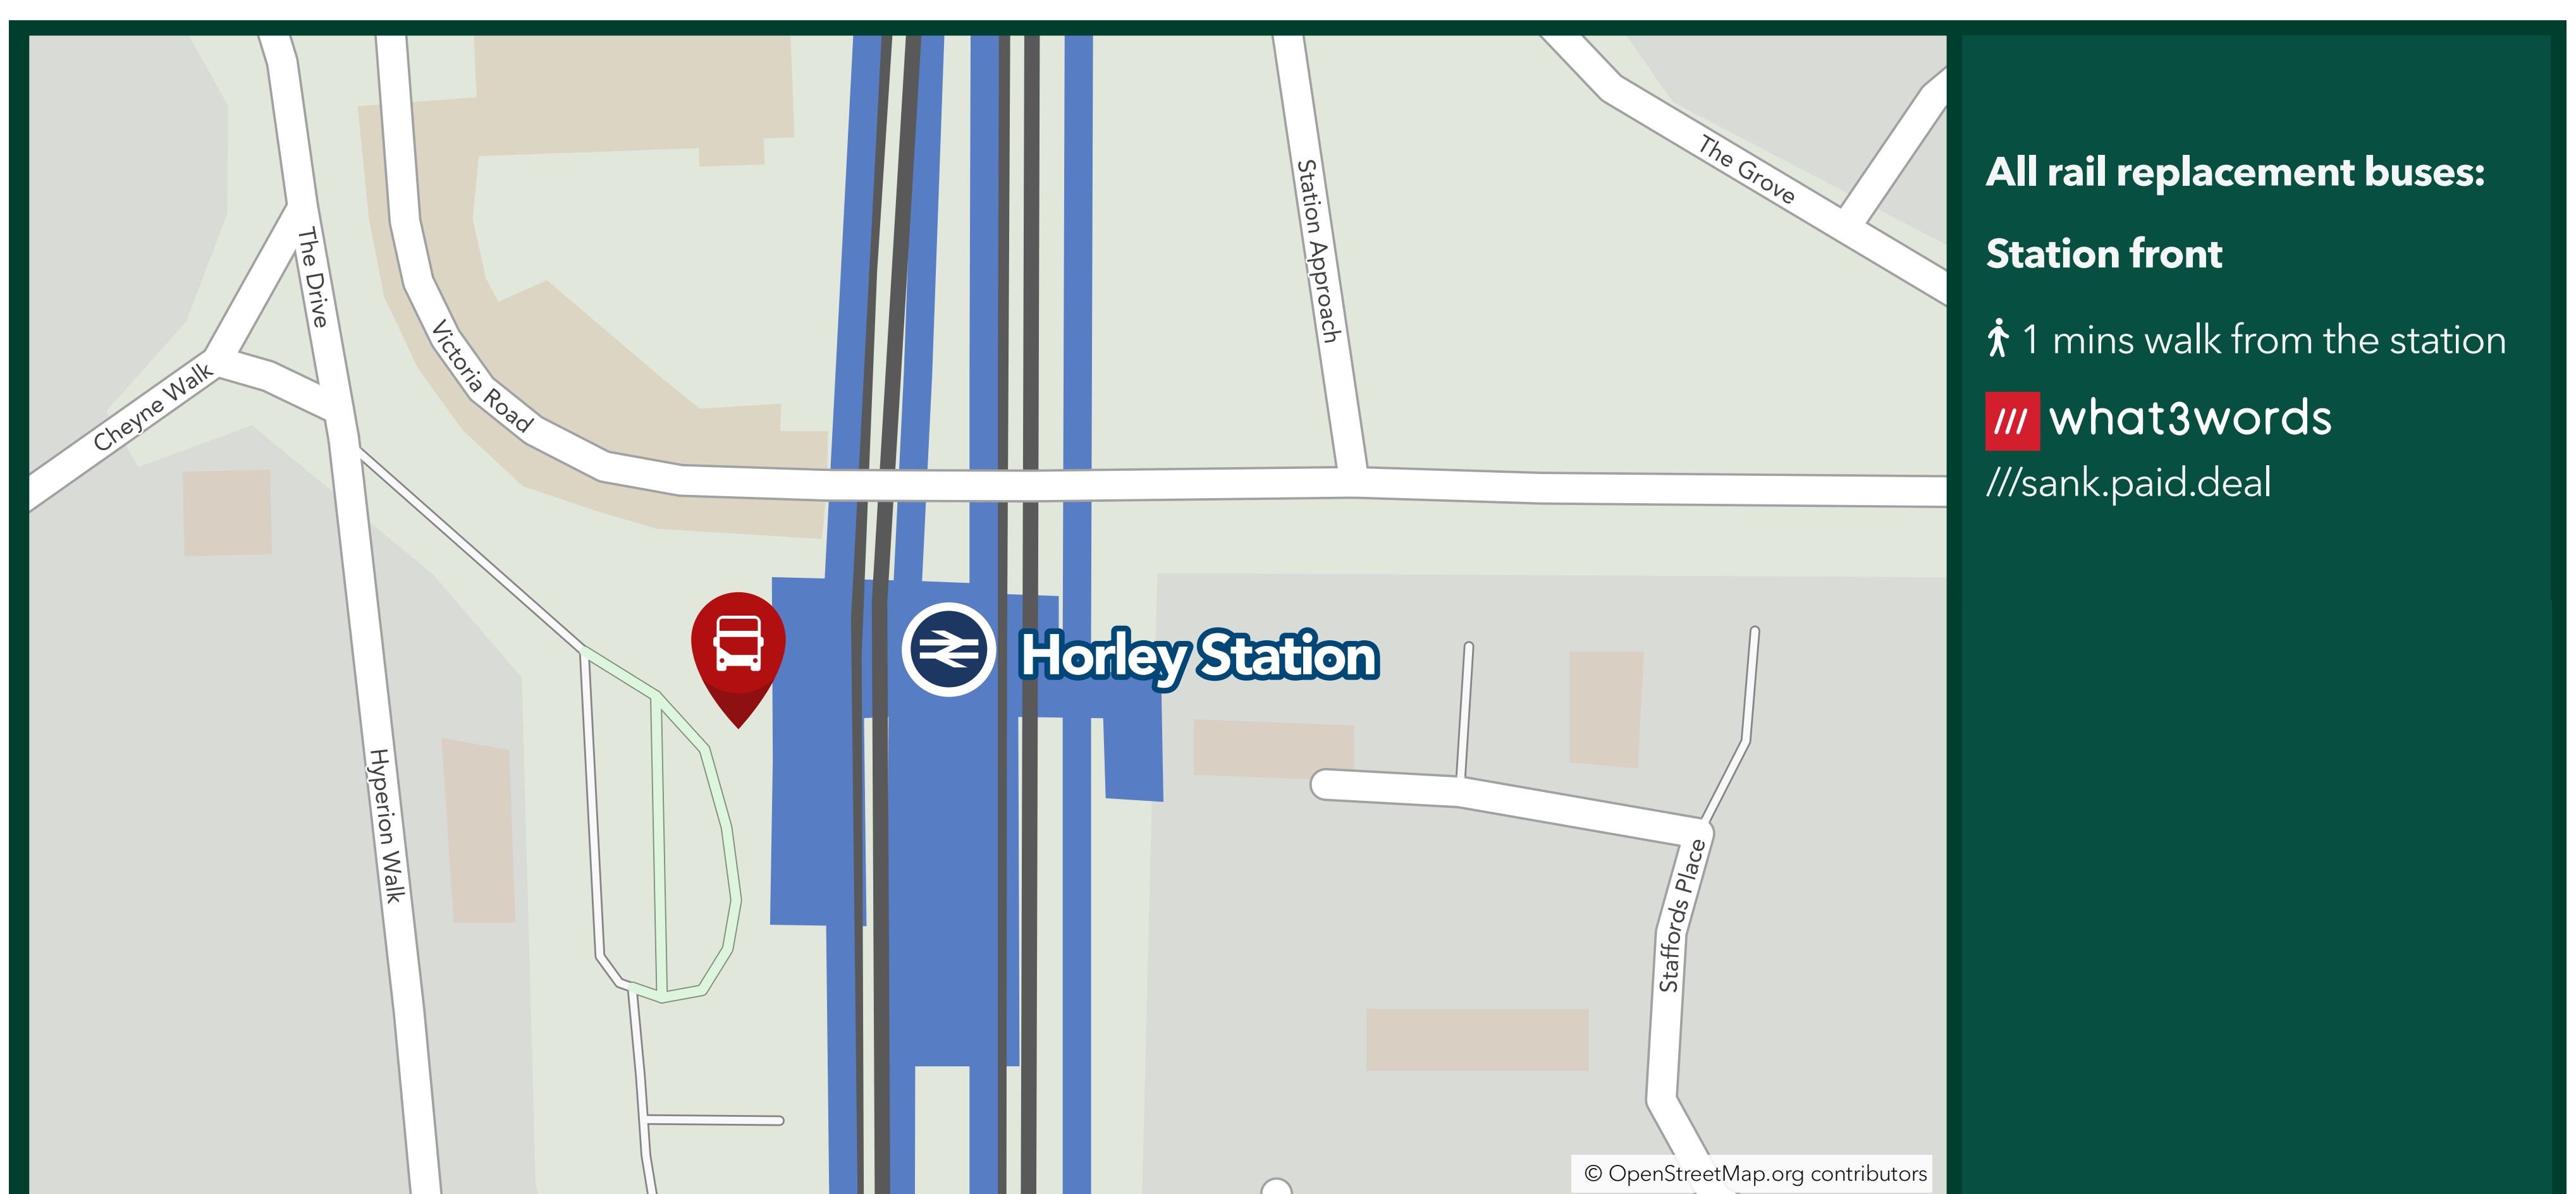 The Drive
Cheyne Walk
Victoria Road
Station Approach
The Grove
Horley Station
Hyperion Walk
Staffords Place
© OpenStreetMap.org contributors
All rail replacement buses:
Station front
1 mins walk from the station
/// what3words
///sank.paid.deal